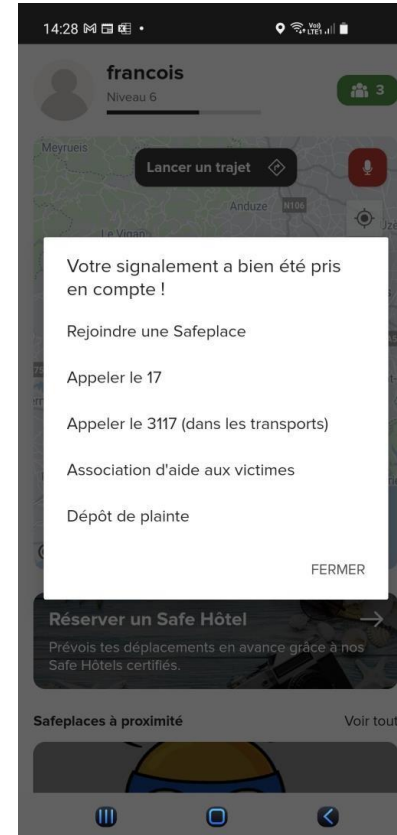 14:28
Voo)
LTE1
francois
Niveau 6
3
Meyrueis
Lancer un trajet
Anduze
N106
Le Vigan
Votre signalement a bien été pris
en compte !
Rejoindre une Safeplace
Appeler le 17
Appeler le 3117 (dans les transports)
Association d'aide aux victimes
Dépôt de plainte
FERMER
Réserver un Safe Hôtel
Prévois tes déplacements en avance grâce à nos
Safe Hôtels certifiés.
Safeplaces à proximité
Voir tout